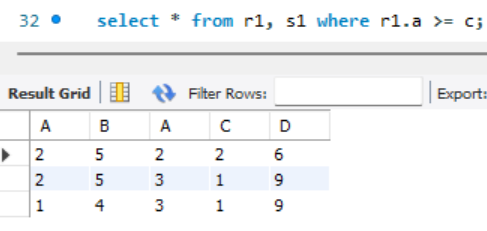 32 select * from r1, s1 where r1.a >= c;
Result Grid Filter Rows: Export:
A B A C D
2 5 2 2 6
2 5 3 1 9
1 4 3 1 9